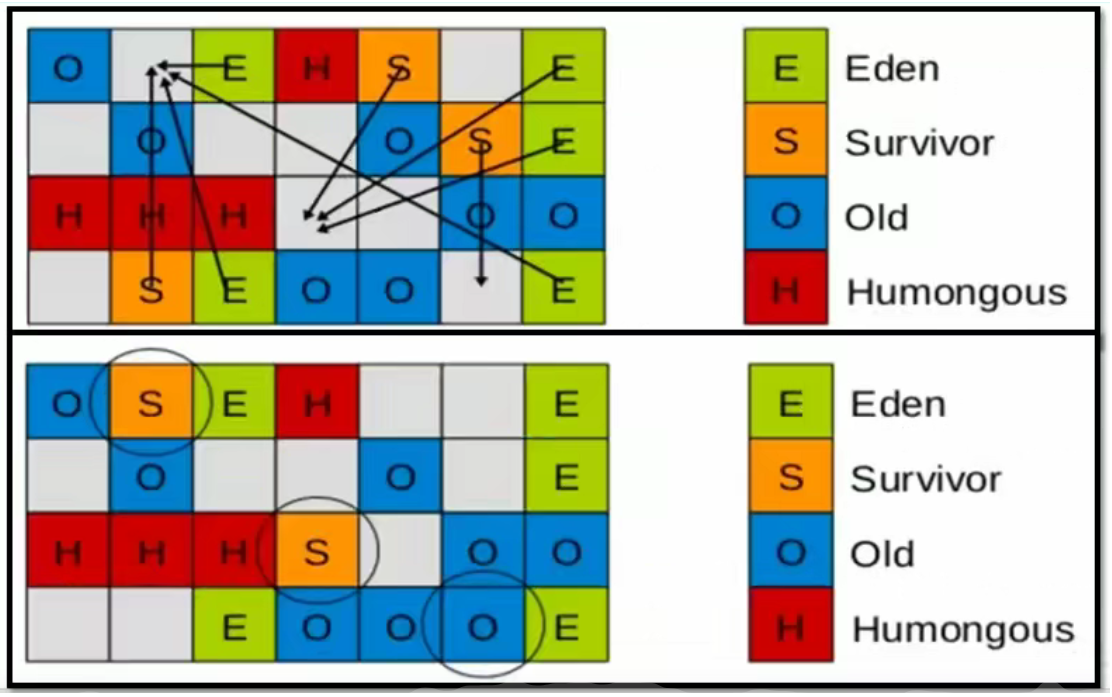 O E H S E E Eden
O O S E S Survivor
H H H O O O Old
S E O O E H Humongous
O S E H E E Eden
O O E S Survivor
H H H S O O O Old
E O O O E H Humongous